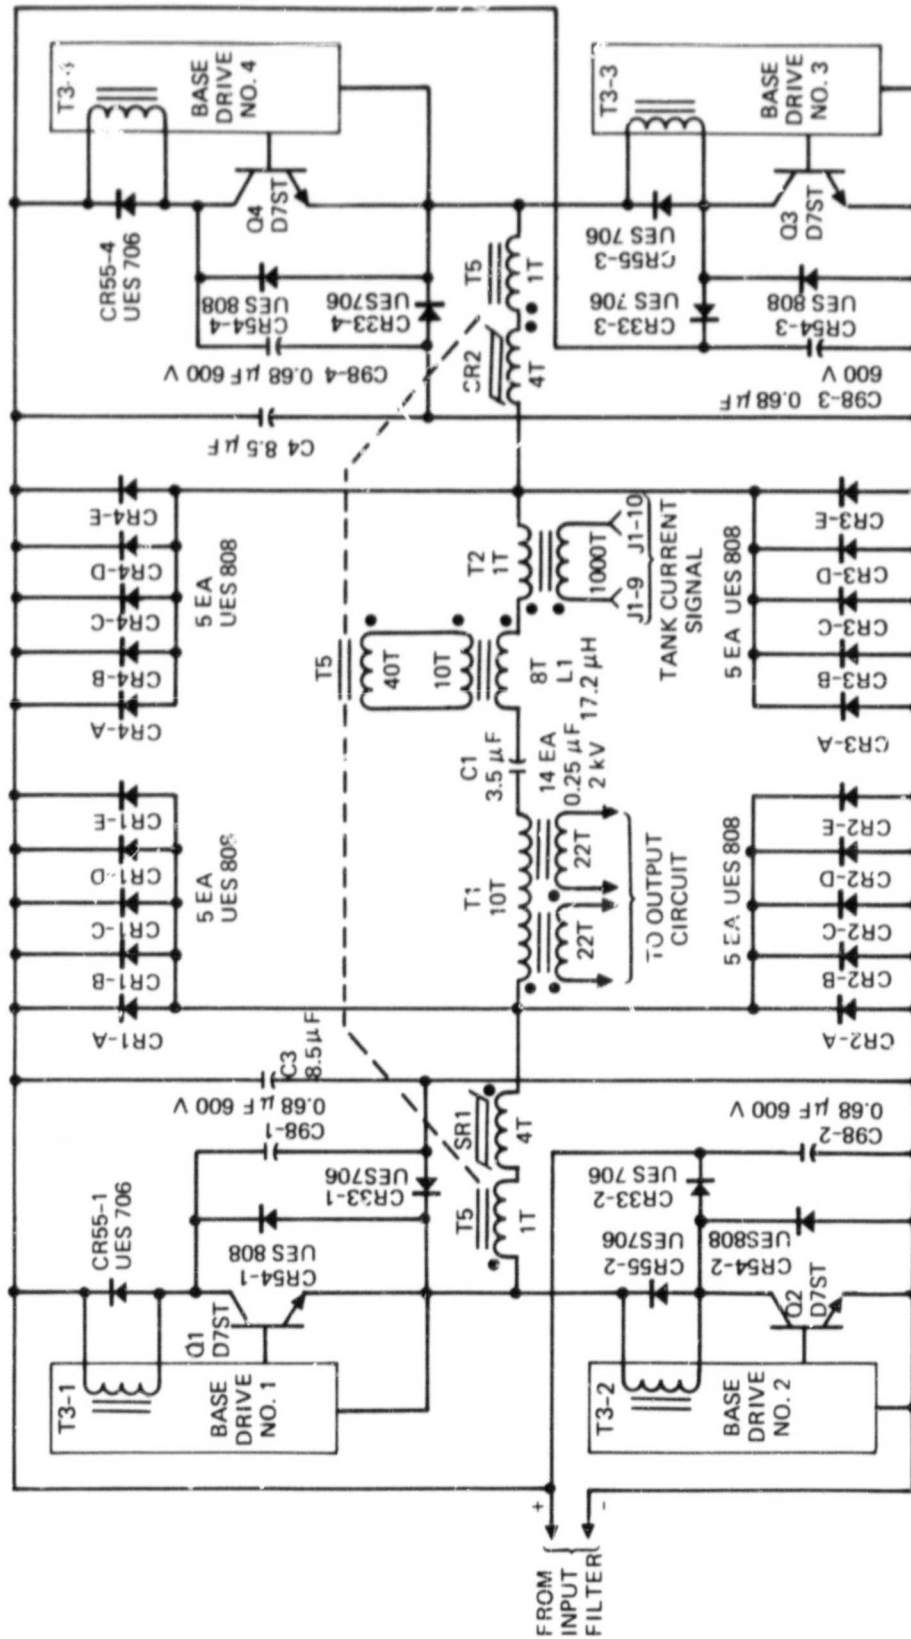 FROM
INPUT
FILTER
+
-
T3-1
BASE
DRIVE
NO. 1
Q1
D7ST
CR55-1
UES 706
CR54-1
UES 808
C98-1
0.68 μF 600 V
CR33-1
UES706
C3
8.5 μF
T5
1T
SR1
4T
T3-2
BASE
DRIVE
NO. 2
Q2
D7ST
CR55-2
UES706
CR54-2
UES808
CR33-2
UES 706
C98-2
0.68 μF 600 V
CR1-A
CR1-B
CR1-C
CR1-D
CR1-E
5 EA
UES 808
CR2-A
CR2-B
CR2-C
CR2-D
CR2-E
5 EA UES 808
T1
10T
22T
22T
TO OUTPUT
CIRCUIT
C1
3.5 μF
14 EA
0.25 μF
2 kV
T5
40T
10T
8T
L1
17.2 μH
T2
1T
1000T
J1-9
J1-10
TANK CURRENT
SIGNAL
CR4-A
CR4-B
CR4-C
CR4-D
CR4-E
5 EA
UES 808
CR3-A
CR3-B
CR3-C
CR3-D
CR3-E
5 EA UES 808
C4 8.5 μF
C98-4 0.68 μF 600 V
CR54-4
UES 808
CR33-4
UES706
CR55-4
UES 706
Q4
D7ST
BASE
DRIVE
NO. 4
CR2
4T
T5
1T
C98-3 0.68 μF
600 V
CR33-3
UES 706
CR54-3
UES 808
CR55-3
UES 706
Q3
D7ST
T3-3
BASE
DRIVE
NO. 3